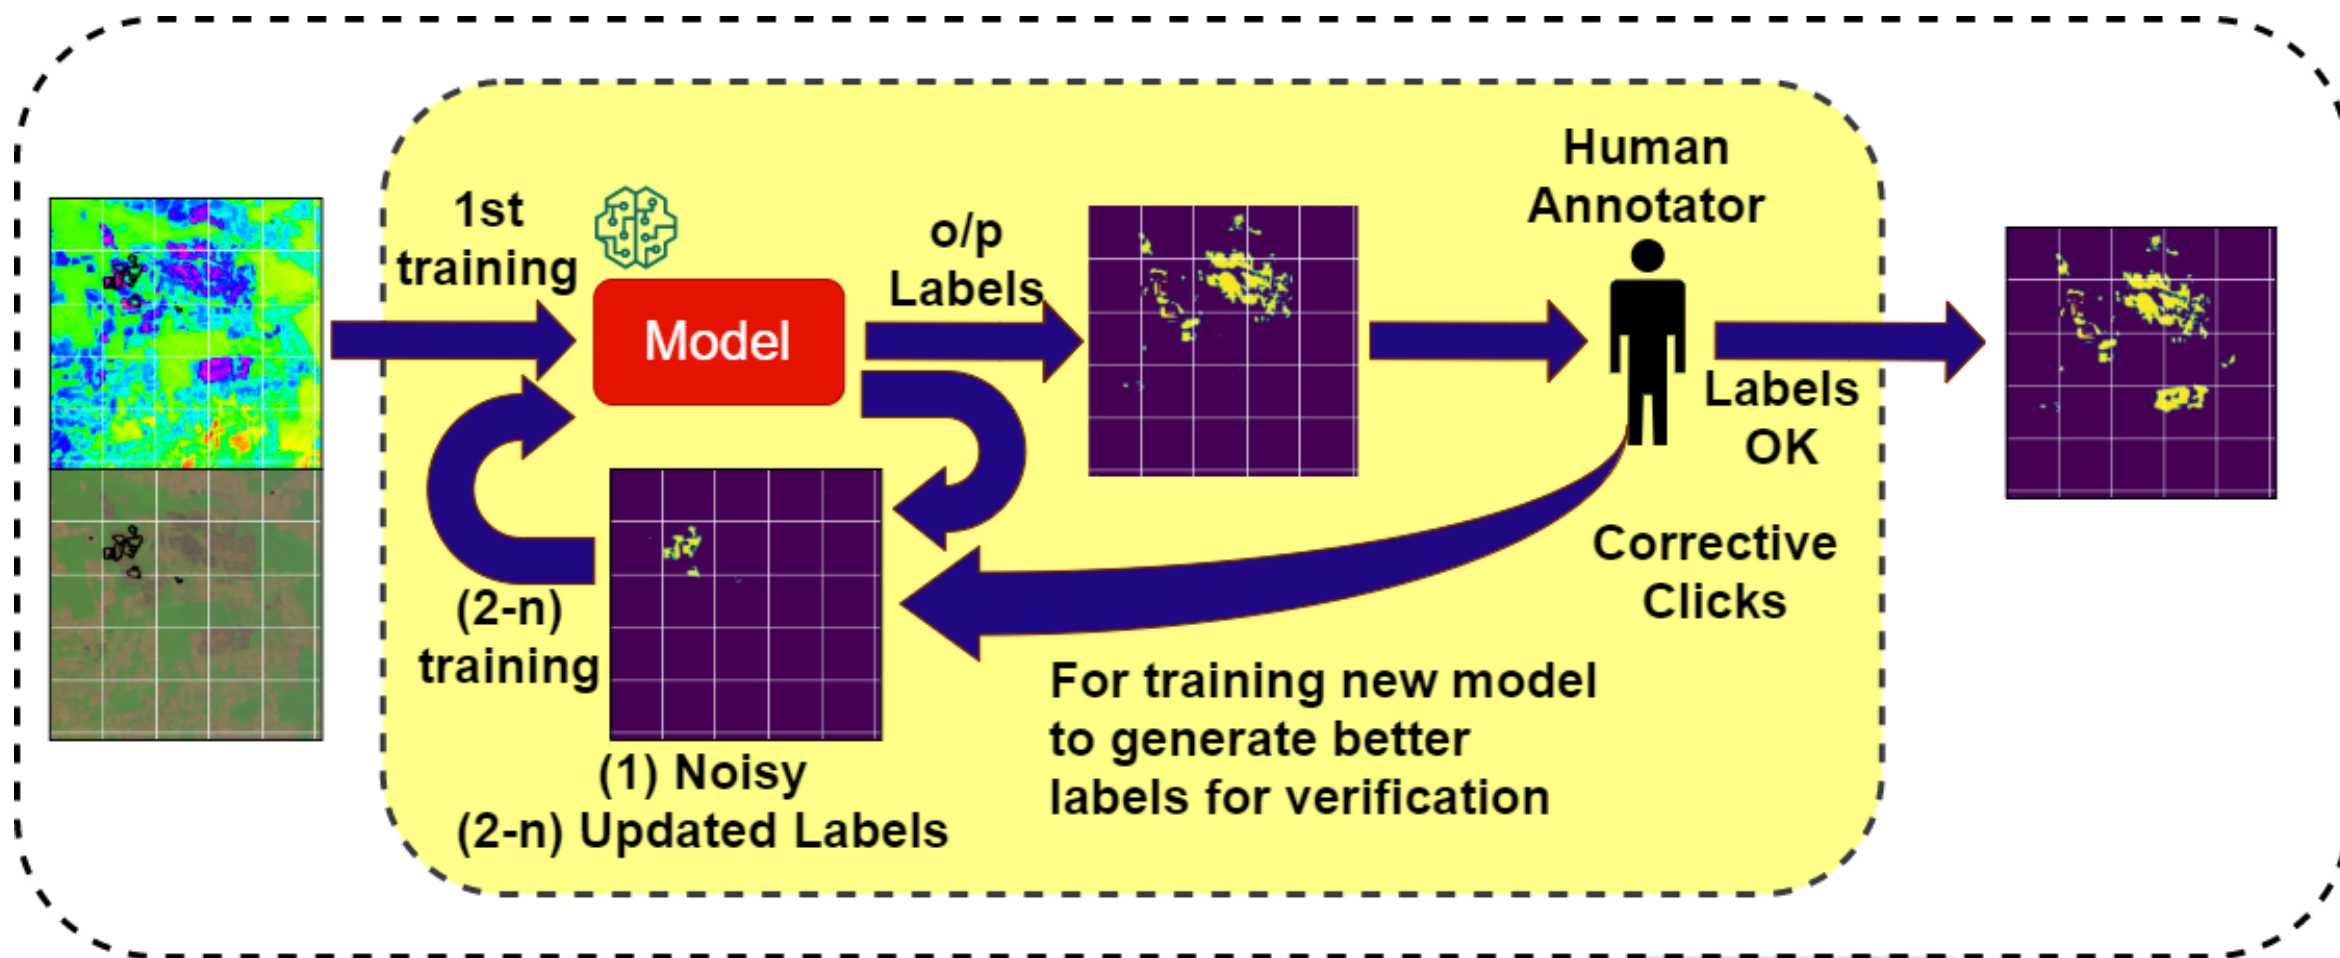 1st
training
Model
o/p
Labels
Human
Annotator
Labels
OK
Corrective
Clicks
(2-n)
training
(1) Noisy
(2-n) Updated Labels
For training new model
to generate better
labels for verification